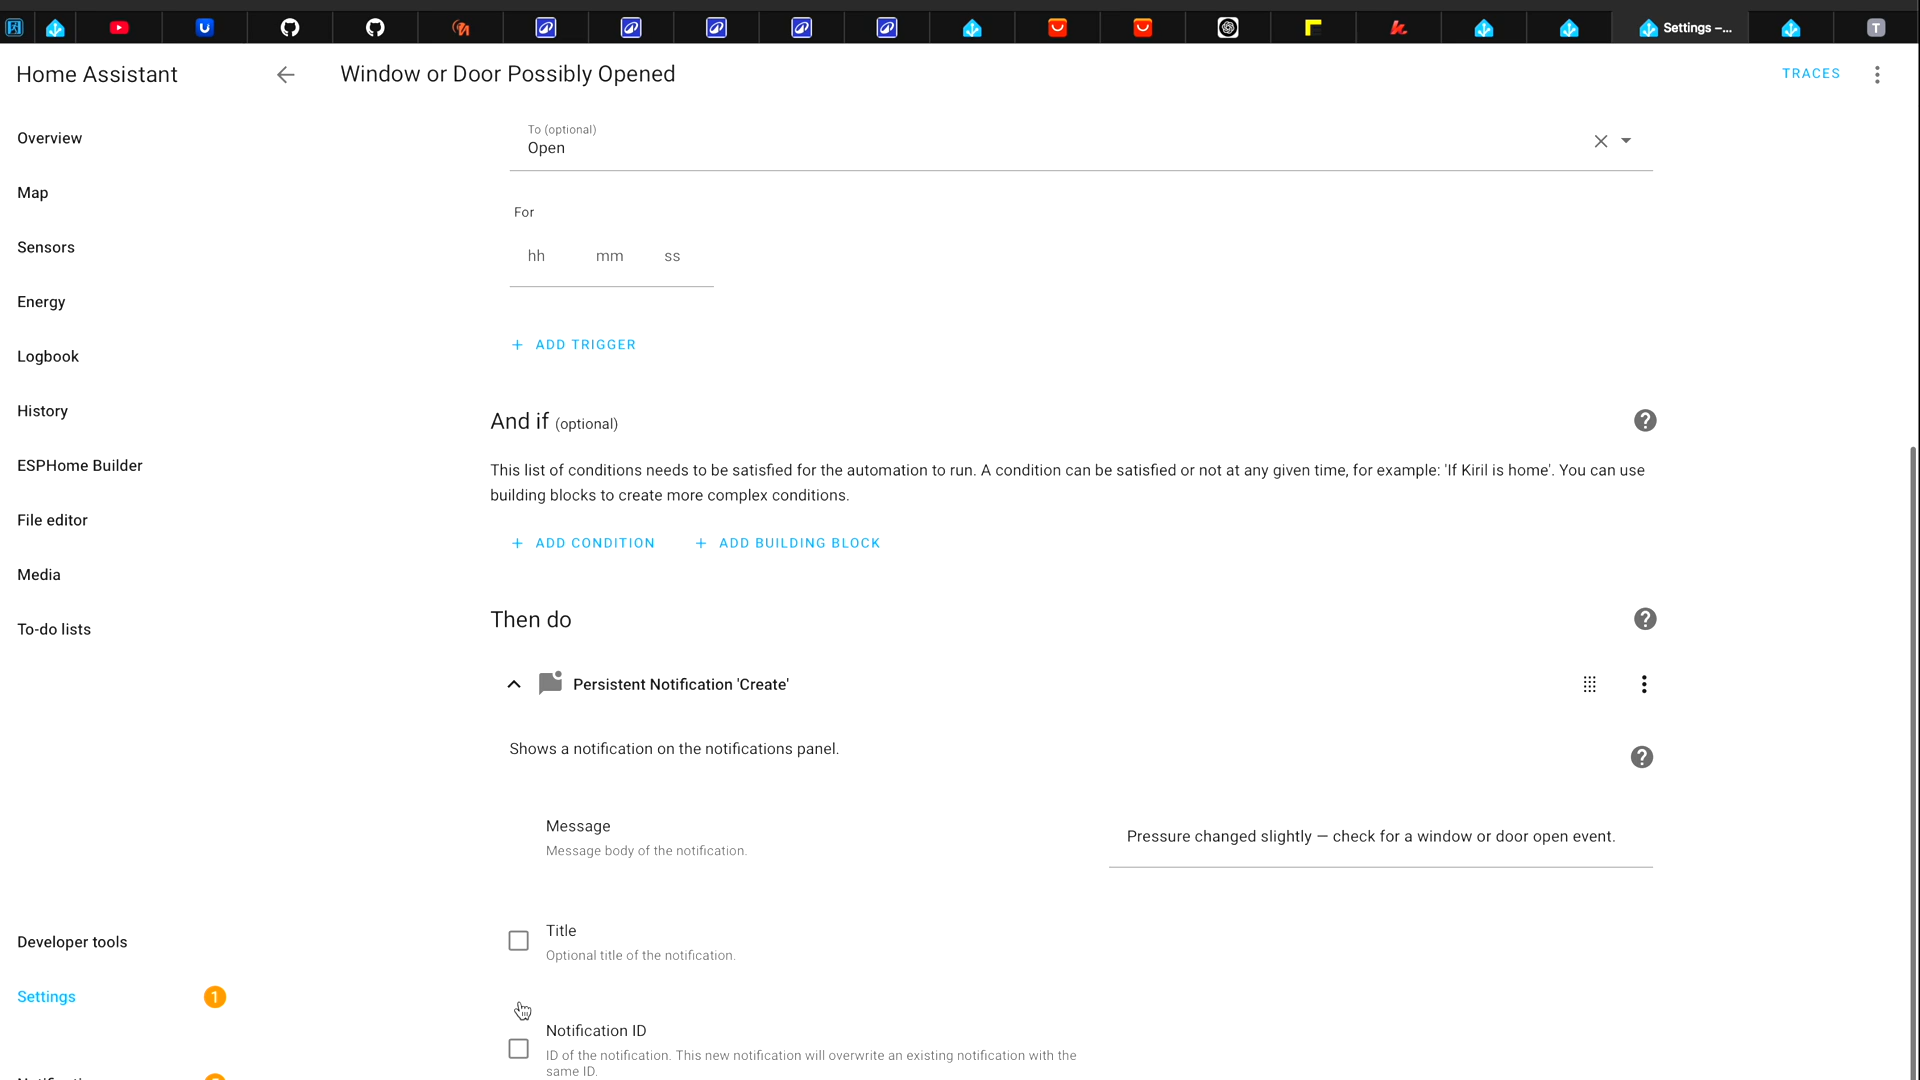 Settings –...
T
Home Assistant
Window or Door Possibly Opened
TRACES
Overview
Map
Sensors
Energy
Logbook
History
ESPHome Builder
File editor
Media
To-do lists
Developer tools
Settings
1
To (optional)
Open
For
hh mm ss
ADD TRIGGER
And if (optional)
This list of conditions needs to be satisfied for the automation to run. A condition can be satisfied or not at any given time, for example: 'If Kiril is home'. You can use
building blocks to create more complex conditions.
ADD CONDITION
ADD BUILDING BLOCK
Then do
Persistent Notification 'Create'
Shows a notification on the notifications panel.
Message
Message body of the notification.
Pressure changed slightly — check for a window or door open event.
Title
Optional title of the notification.
Notification ID
ID of the notification. This new notification will overwrite an existing notification with the
same ID.